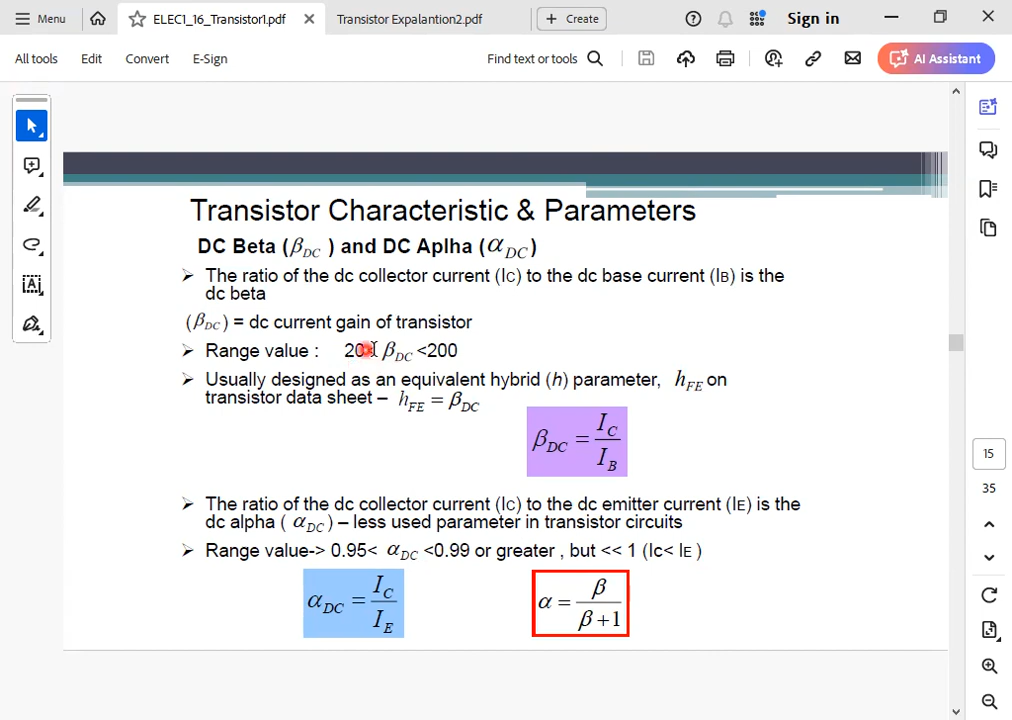 Menu ELEC1_16_Transistor1.pdf Transistor Expalantion2.pdf Create Sign in
All tools Edit Convert E-Sign Find text or tools AI Assistant
Transistor Characteristic & Parameters
DC Beta (βDC ) and DC Aplha (αDC)
➢ The ratio of the dc collector current (IC) to the dc base current (IB) is the
dc beta
(βDC) = dc current gain of transistor
➢ Range value : βDC <200
➢ Usually designed as an equivalent hybrid (h) parameter, hFE on
transistor data sheet – hFE = βDC
βDC = IC / IB
➢ The ratio of the dc collector current (IC) to the dc emitter current (IE) is the
dc alpha ( αDC) – less used parameter in transistor circuits
➢ Range value-> 0.95< αDC <0.99 or greater , but << 1 (Ic< IE )
αDC = IC / IE
α = β / β + 1
15
35